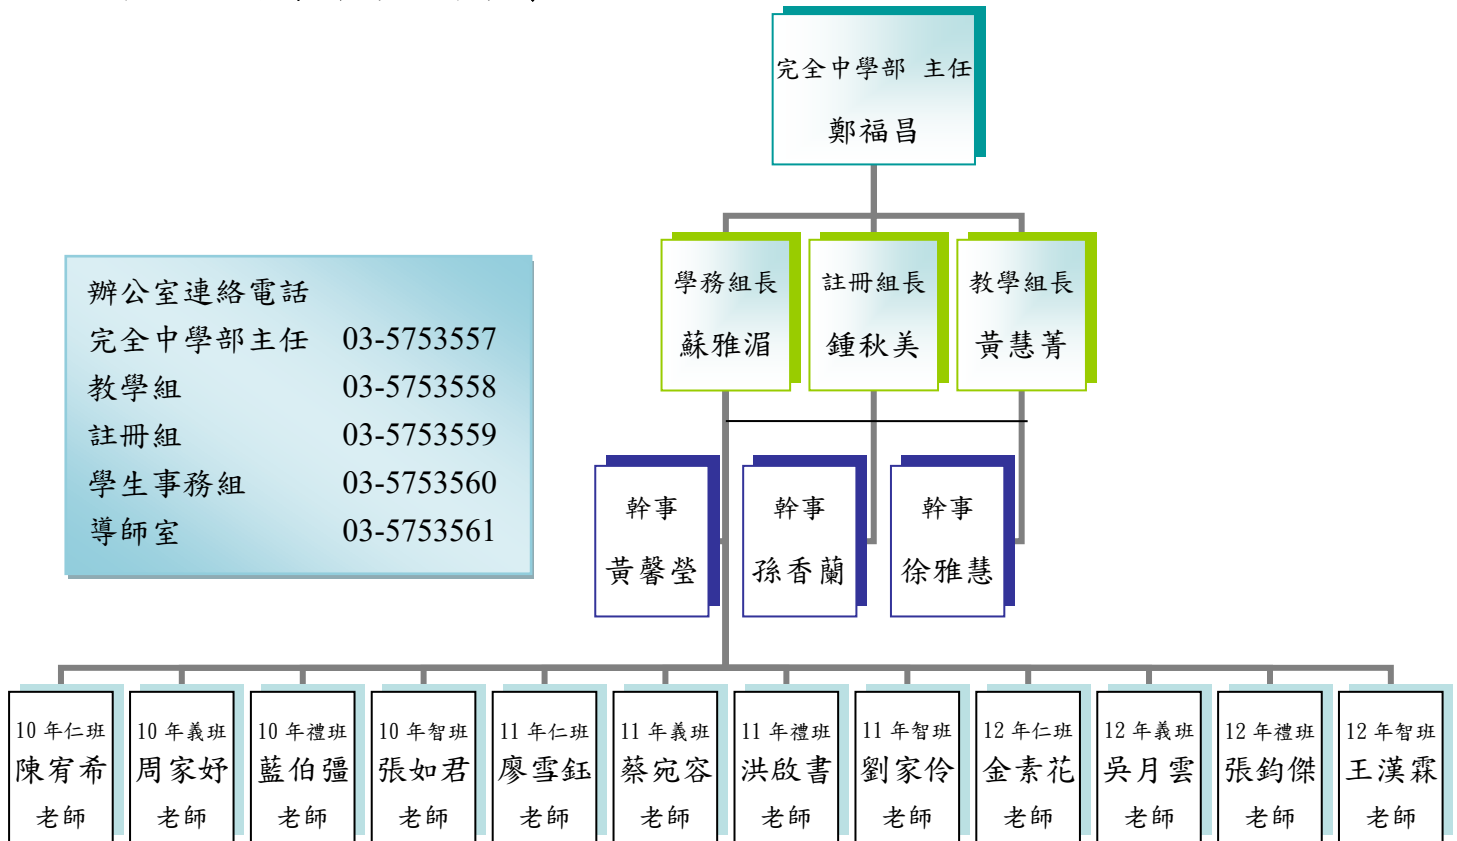 完全中學部 主任
鄭福昌
學務組長
蘇雅湄
註冊組長
鍾秋美
教學組長
黃慧菁
辦公室連絡電話
完全中學部主任 03-5753557
教學組 03-5753558
註冊組 03-5753559
學生事務組 03-5753560
導師室 03-5753561
幹事
黃馨瑩
幹事
孫香蘭
幹事
徐雅慧
10 年仁班
陳宥希
老師
10 年義班
周家妤
老師
10 年禮班
藍伯彊
老師
10 年智班
張如君
老師
11 年仁班
廖雪鈺
老師
11 年義班
蔡宛容
老師
11 年禮班
洪啟書
老師
11 年智班
劉家伶
老師
12 年仁班
金素花
老師
12 年義班
吳月雲
老師
12 年禮班
張鈞傑
老師
12 年智班
王漢霖
老師